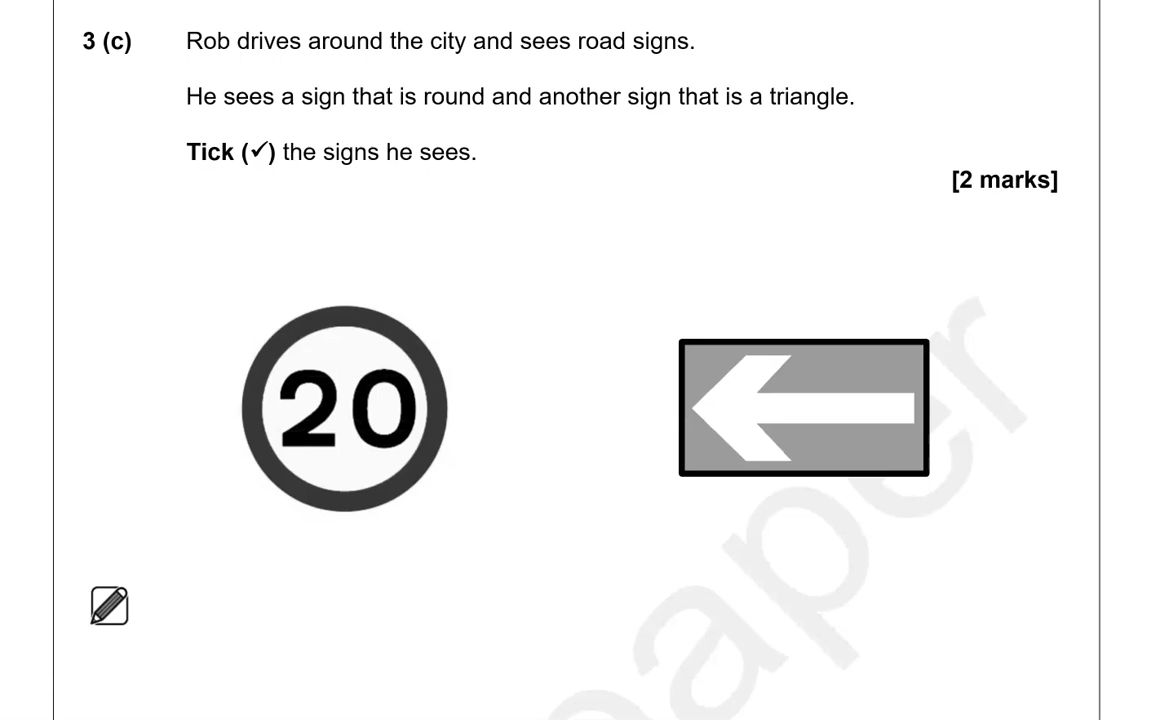 3 (c) Rob drives around the city and sees road signs.
He sees a sign that is round and another sign that is a triangle.
Tick (✓) the signs he sees.
[2 marks]
20